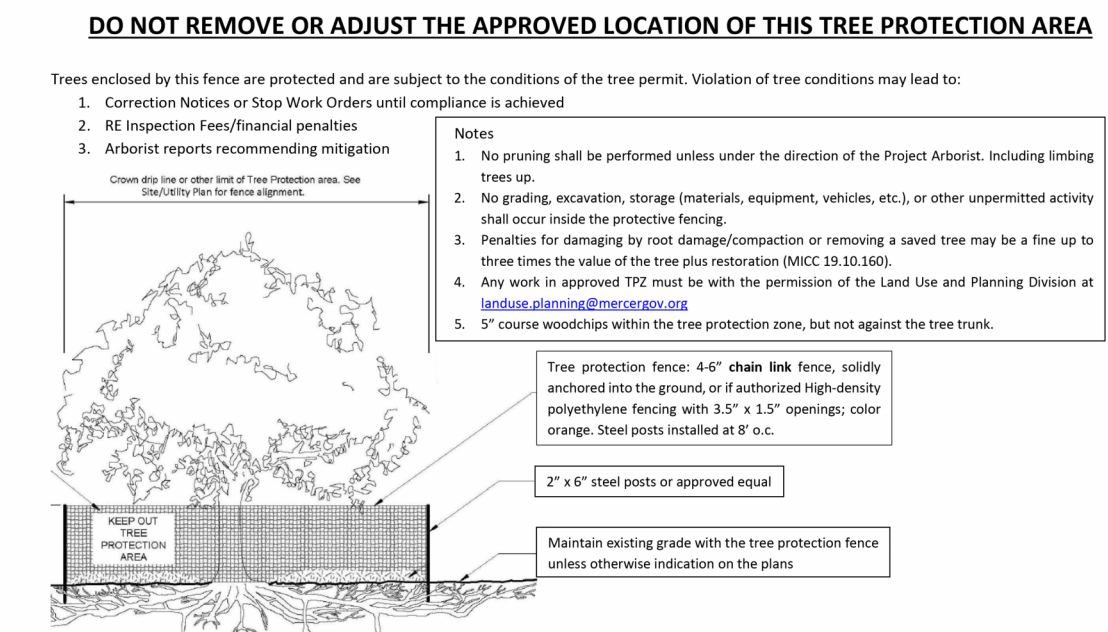 DO NOT REMOVE OR ADJUST THE APPROVED LOCATION OF THIS TREE PROTECTION AREA
Trees enclosed by this fence are protected and are subject to the conditions of the tree permit. Violation of tree conditions may lead to:
1. Correction Notices or Stop Work Orders until compliance is achieved
2. RE Inspection Fees/financial penalties
3. Arborist reports recommending mitigation
Notes
1. No pruning shall be performed unless under the direction of the Project Arborist. Including limbing
trees up.
2. No grading, excavation, storage (materials, equipment, vehicles, etc.), or other unpermitted activity
shall occur inside the protective fencing.
3. Penalties for damaging by root damage/compaction or removing a saved tree may be a fine up to
three times the value of the tree plus restoration (MICC 19.10.160).
4. Any work in approved TPZ must be with the permission of the Land Use and Planning Division at
landuse.planning@mercergov.org
5. 5” course woodchips within the tree protection zone, but not against the tree trunk.
Crown drip line or other limit of Tree Protection area. See
Site/Utility Plan for fence alignment.
Tree protection fence: 4-6” chain link fence, solidly
anchored into the ground, or if authorized High-density
polyethylene fencing with 3.5” x 1.5” openings; color
orange. Steel posts installed at 8’ o.c.
2” x 6” steel posts or approved equal
KEEP OUT
TREE
PROTECTION
AREA
Maintain existing grade with the tree protection fence
unless otherwise indication on the plans